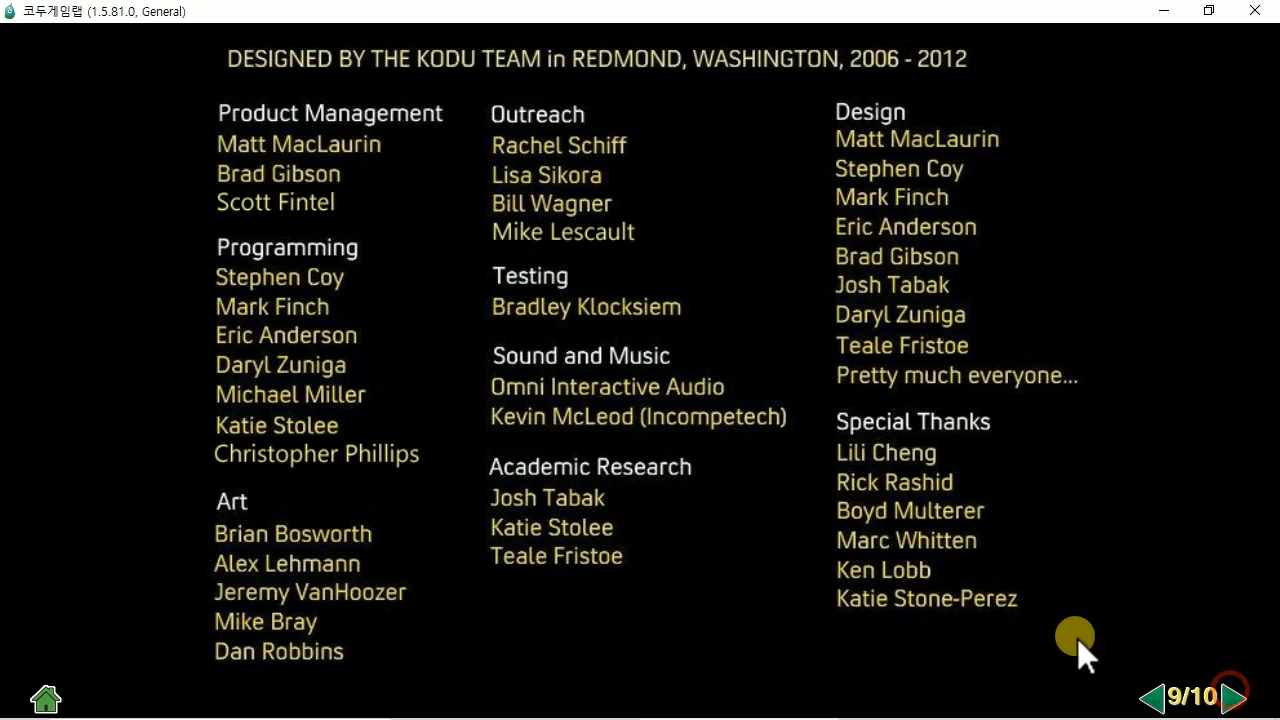 코두게임랩 (1.5.81.0, General)
DESIGNED BY THE KODU TEAM in REDMOND, WASHINGTON, 2006 - 2012
Product Management
Matt MacLaurin
Brad Gibson
Scott Fintel
Programming
Stephen Coy
Mark Finch
Eric Anderson
Daryl Zuniga
Michael Miller
Katie Stolee
Christopher Phillips
Art
Brian Bosworth
Alex Lehmann
Jeremy VanHoozer
Mike Bray
Dan Robbins
Outreach
Rachel Schiff
Lisa Sikora
Bill Wagner
Mike Lescault
Testing
Bradley Klocksiem
Sound and Music
Omni Interactive Audio
Kevin McLeod (Incompetech)
Academic Research
Josh Tabak
Katie Stolee
Teale Fristoe
Design
Matt MacLaurin
Stephen Coy
Mark Finch
Eric Anderson
Brad Gibson
Josh Tabak
Daryl Zuniga
Teale Fristoe
Pretty much everyone...
Special Thanks
Lili Cheng
Rick Rashid
Boyd Multerer
Marc Whitten
Ken Lobb
Katie Stone-Perez
9/10